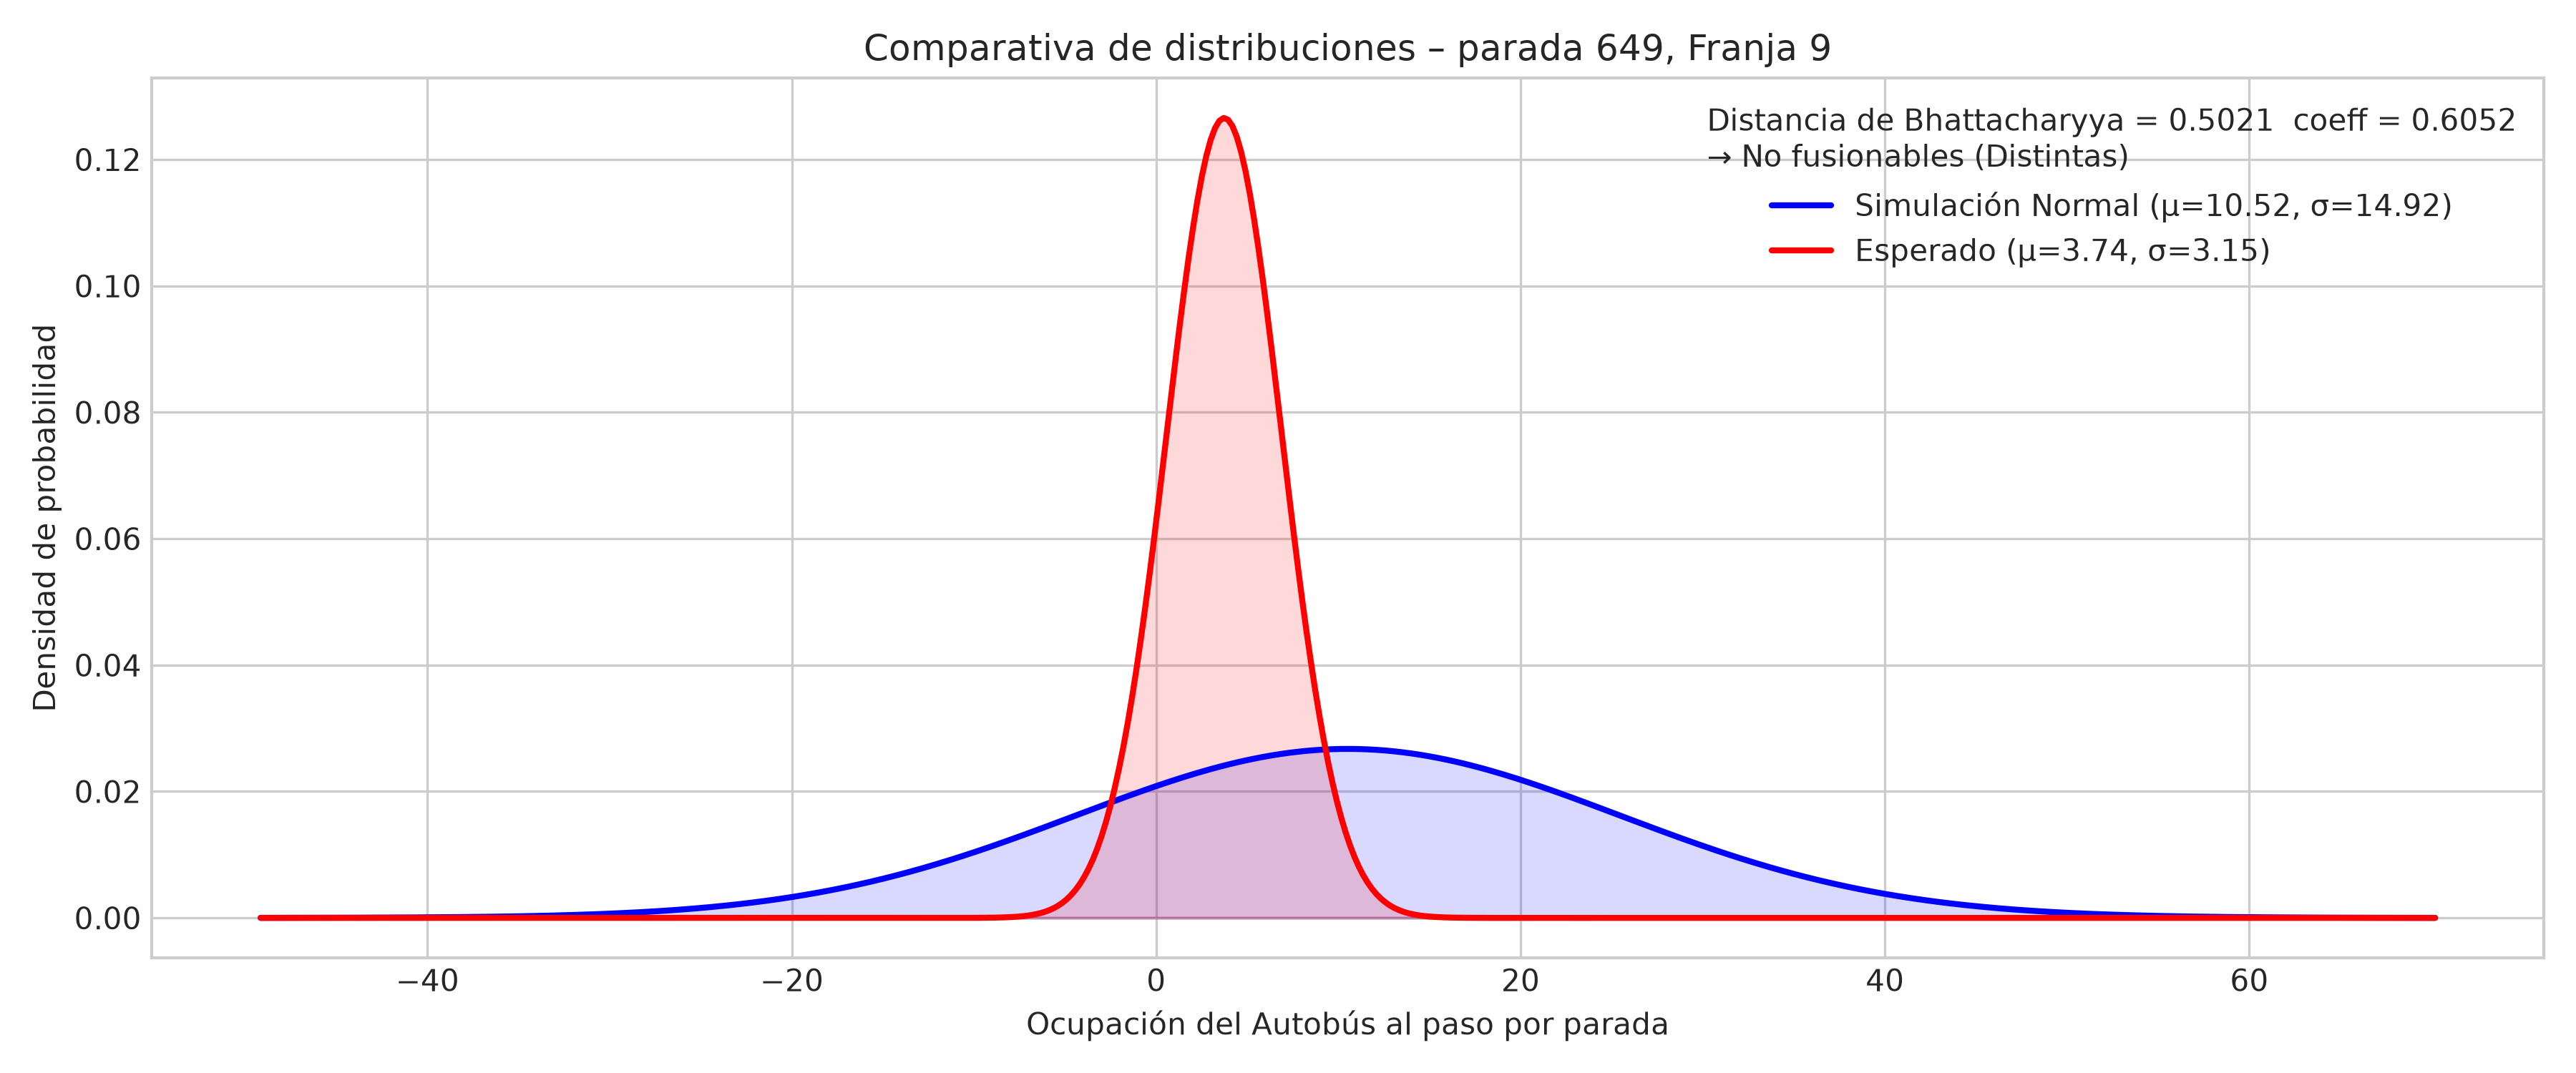 Comparativa de distribuciones – parada 649, Franja 9
Distancia de Bhattacharyya = 0.5021  coeff = 0.6052
→ No fusionables (Distintas)
Simulación Normal (μ=10.52, σ=14.92)
Esperado (μ=3.74, σ=3.15)
Densidad de probabilidad
0.12
0.10
0.08
0.06
0.04
0.02
0.00
−40 −20 0 20 40 60
Ocupación del Autobús al paso por parada